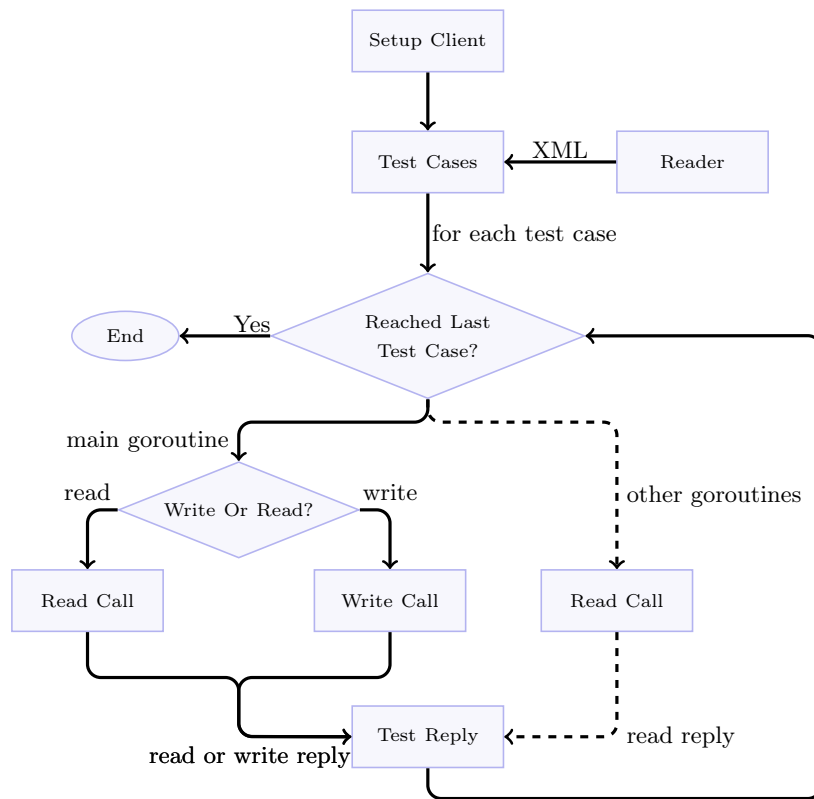 Setup Client
Test Cases
XML
Reader
for each test case
End
Yes
Reached Last
Test Case?
main goroutine
read
Write Or Read?
write
other goroutines
Read Call
Write Call
Read Call
read or write reply
Test Reply
read reply